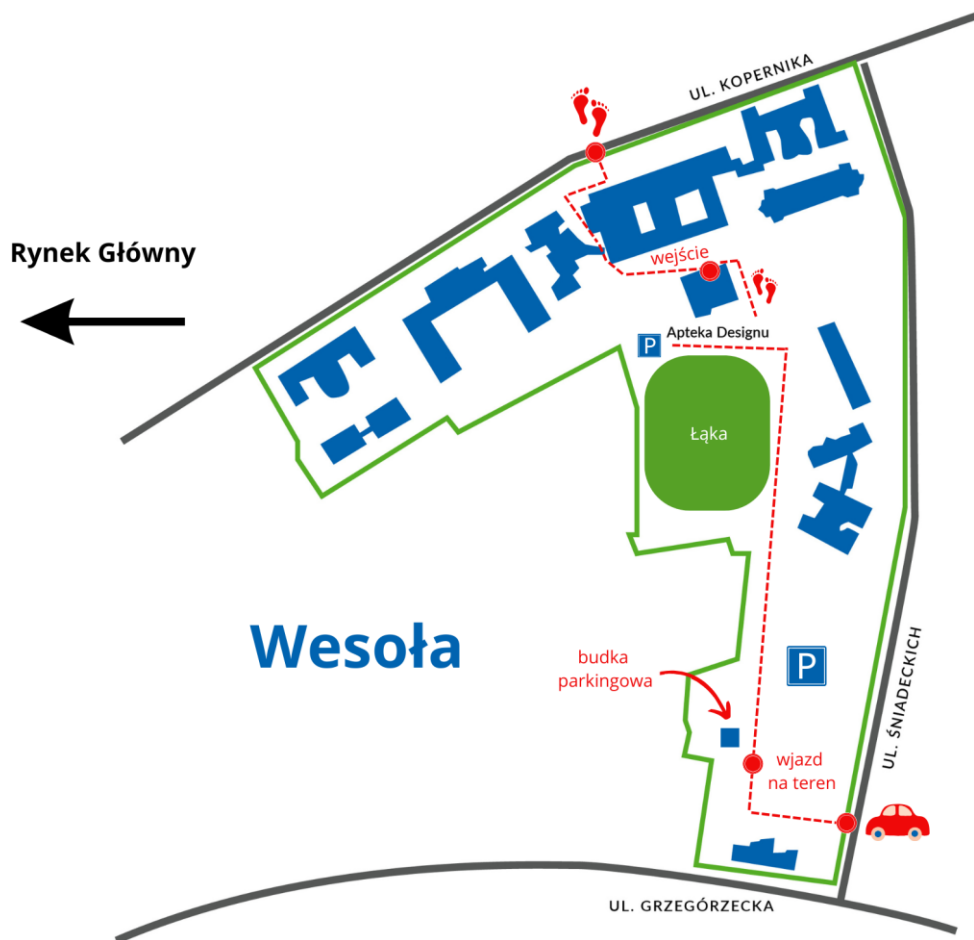 UL. KOPERNIKA
Rynek Główny
wejście
Apteka Designu
P
Łąka
Wesoła
budka
parkingowa
P
UL. ŚNIADECKICH
wjazd
na teren
UL. GRZEGÓRZECKA